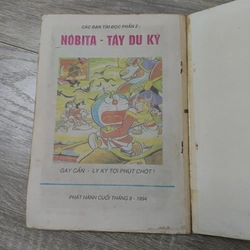 CÁC BẠN TÌM ĐỌC PHẦN 2 :
NÔBITA - TÂY DU KÝ
GAY CẤN - LY KỲ TỚI PHÚT CHÓT !
PHÁT HÀNH CUỐI THÁNG 8 - 1994